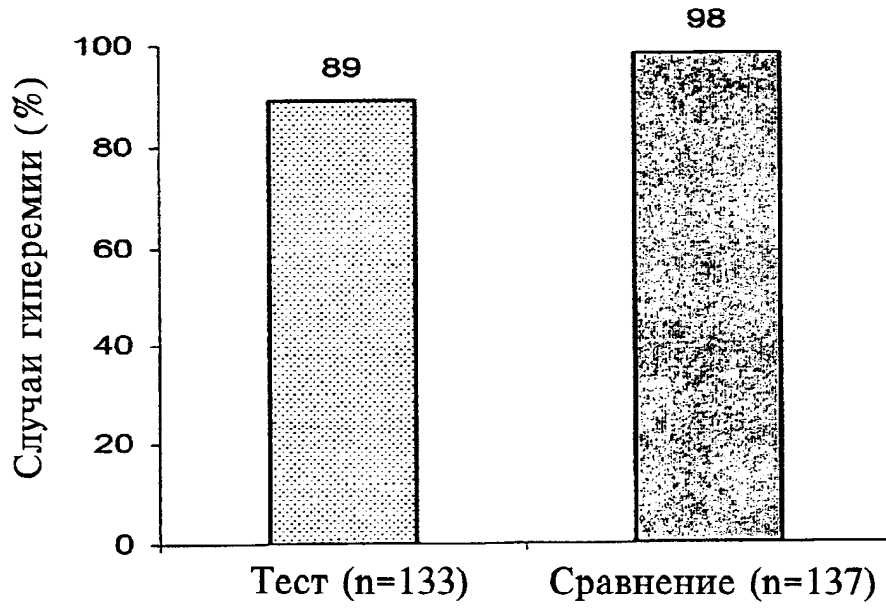 98
100
89
80
60
40
20
0
Случаи гиперемии (%)
Тест (n=133)
Сравнение (n=137)